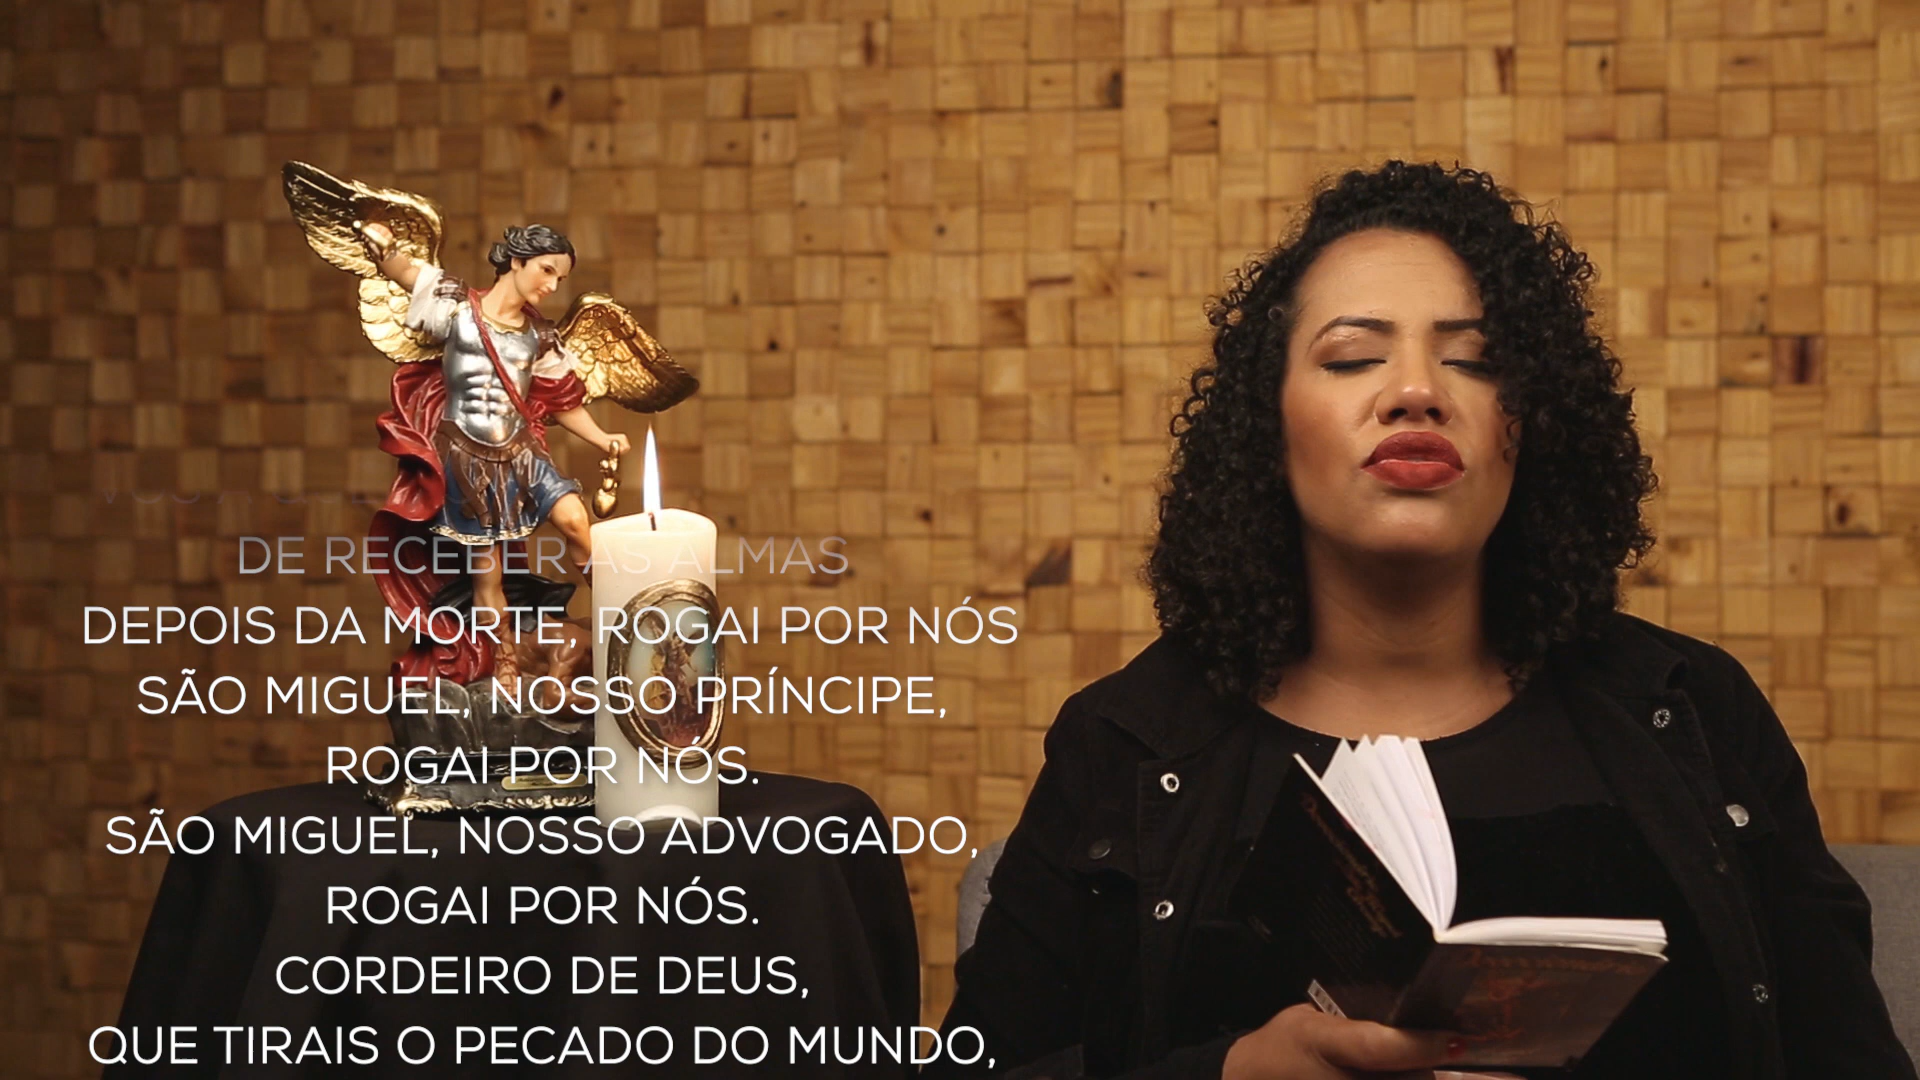 DE RECEBER AS ALMAS
DEPOIS DA MORTE, ROGAI POR NÓS
SÃO MIGUEL, NOSSO PRÍNCIPE,
ROGAI POR NÓS.
SÃO MIGUEL, NOSSO ADVOGADO,
ROGAI POR NÓS.
CORDEIRO DE DEUS,
QUE TIRAIS O PECADO DO MUNDO,